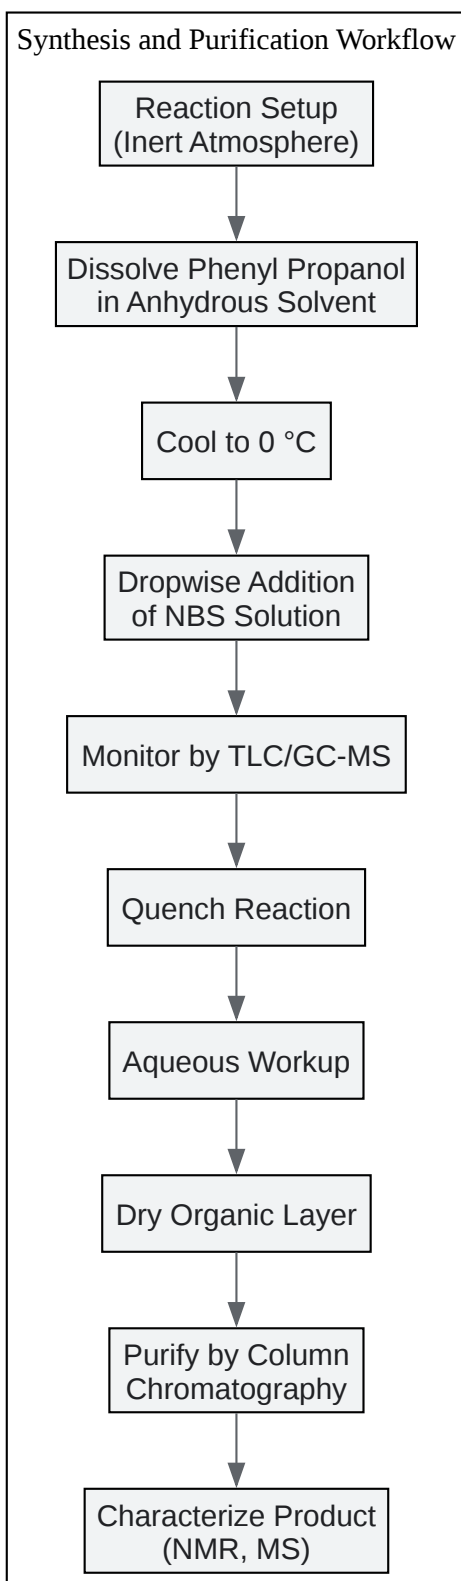 Synthesis and Purification Workflow
Reaction Setup
(Inert Atmosphere)
Dissolve Phenyl Propanol
in Anhydrous Solvent
Cool to 0 °C
Dropwise Addition
of NBS Solution
Monitor by TLC/GC-MS
Quench Reaction
Aqueous Workup
Dry Organic Layer
Purify by Column
Chromatography
Characterize Product
(NMR, MS)